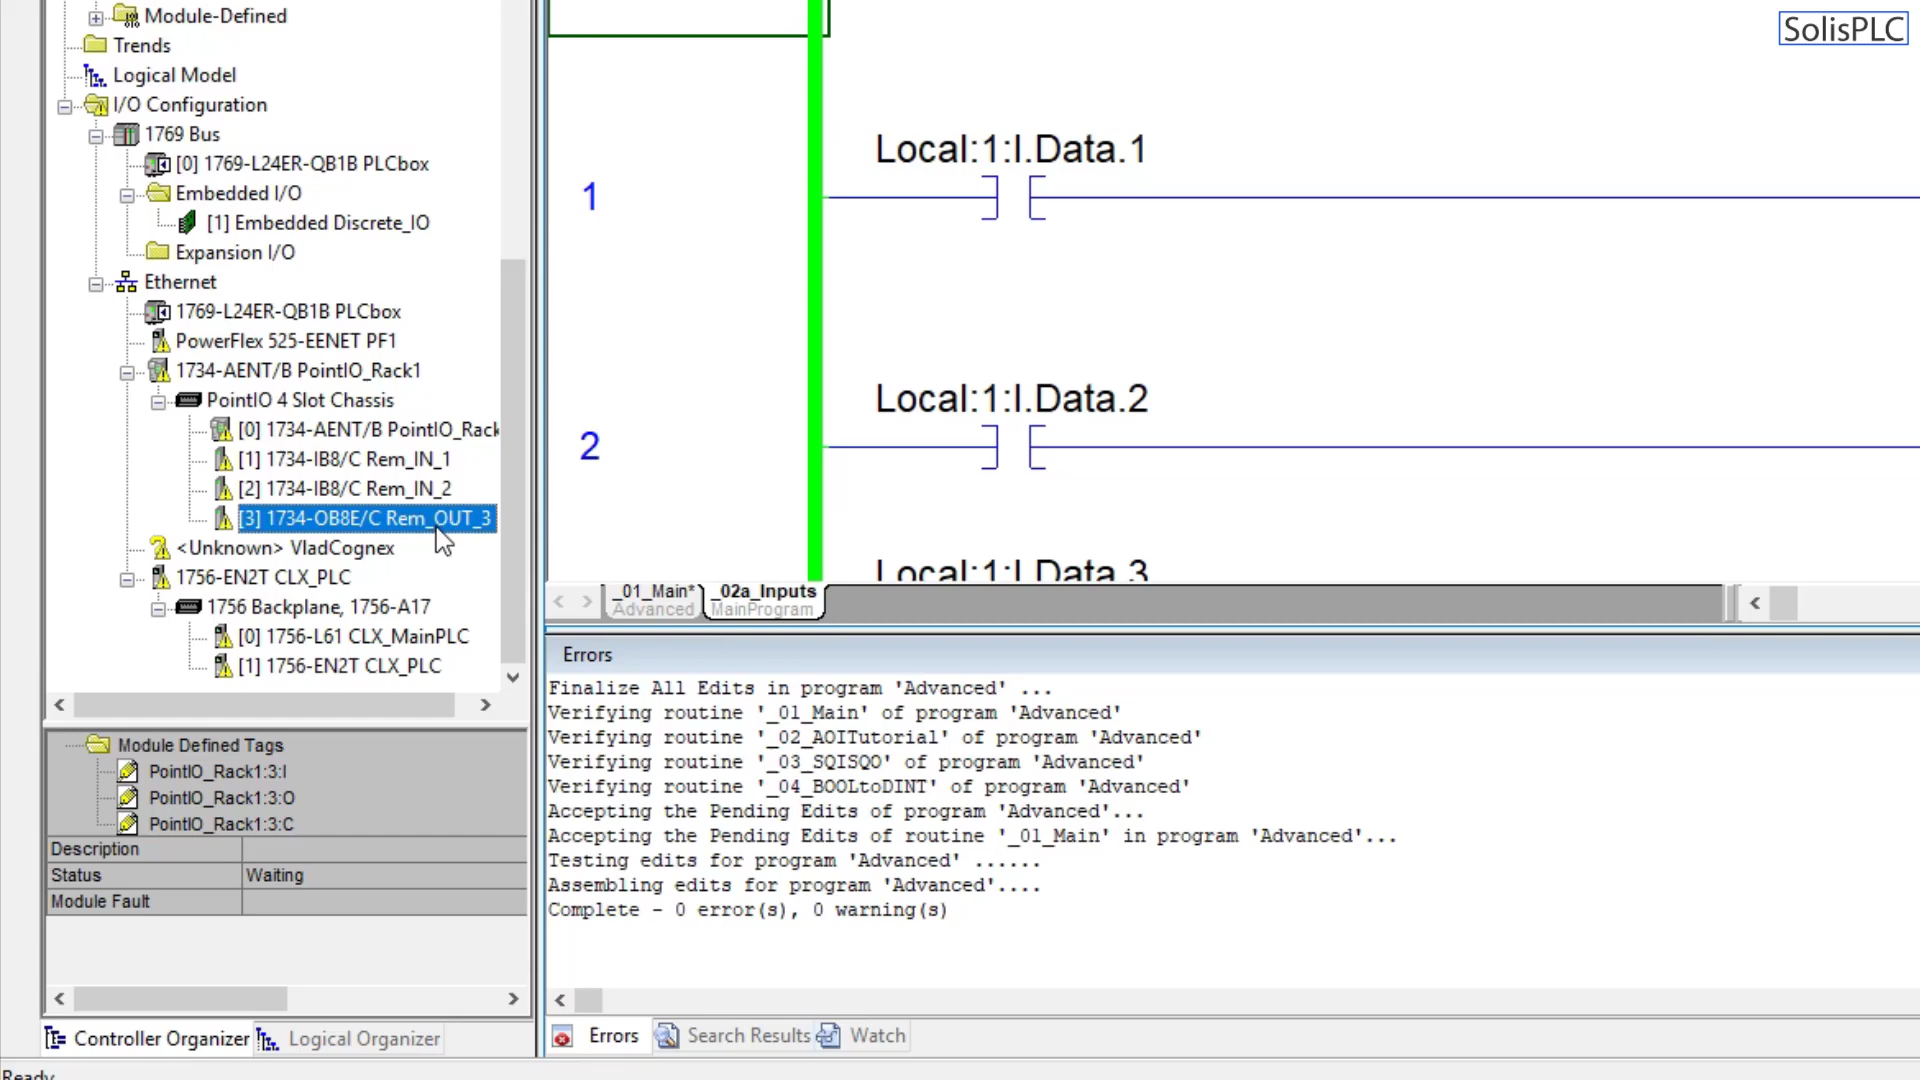 SolisPLC
Module-Defined
Trends
Logical Model
I/O Configuration
1769 Bus
[0] 1769-L24ER-QB1B PLCbox
Embedded I/O
[1] Embedded Discrete_IO
Expansion I/O
Ethernet
1769-L24ER-QB1B PLCbox
PowerFlex 525-EENET PF1
1734-AENT/B PointIO_Rack1
PointIO 4 Slot Chassis
[0] 1734-AENT/B PointIO_Rack
[1] 1734-IB8/C Rem_IN_1
[2] 1734-IB8/C Rem_IN_2
[3] 1734-OB8E/C Rem_OUT_3
<Unknown> VladCognex
1756-EN2T CLX_PLC
1756 Backplane, 1756-A17
[0] 1756-L61 CLX_MainPLC
[1] 1756-EN2T CLX_PLC
Module Defined Tags
PointIO_Rack1:3:I
PointIO_Rack1:3:O
PointIO_Rack1:3:C
Description
Status Waiting
Module Fault
Controller Organizer Logical Organizer
Ready
Local:1:I.Data.1
1
Local:1:I.Data.2
2
Local:1:I.Data.3
_01_Main* _02a_Inputs
Advanced MainProgram
Errors
Finalize All Edits in program 'Advanced' ...
Verifying routine '_01_Main' of program 'Advanced'
Verifying routine '_02_AOITutorial' of program 'Advanced'
Verifying routine '_03_SQISQO' of program 'Advanced'
Verifying routine '_04_BOOLtoDINT' of program 'Advanced'
Accepting the Pending Edits of program 'Advanced'...
Accepting the Pending Edits of routine '_01_Main' in program 'Advanced'...
Testing edits for program 'Advanced' ......
Assembling edits for program 'Advanced'....
Complete - 0 error(s), 0 warning(s)
Errors Search Results Watch